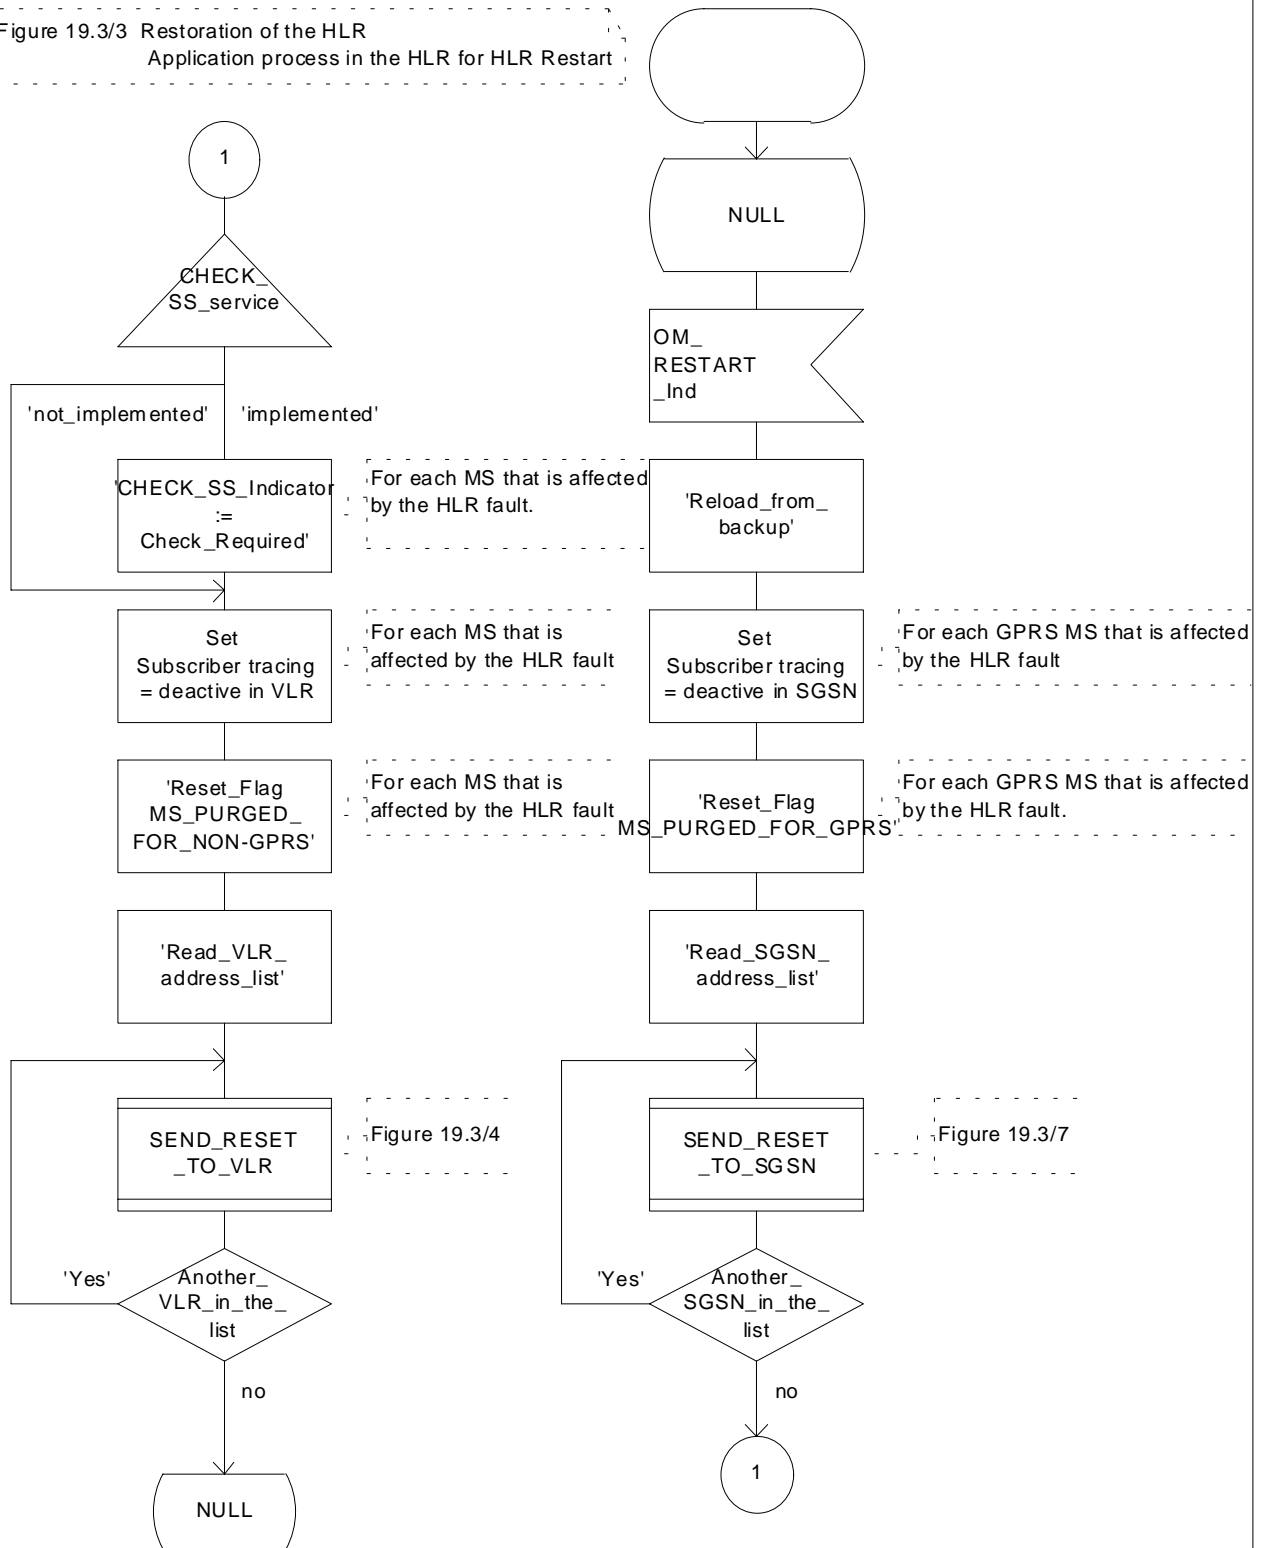 Figure 19.3/3 Restoration of the HLR
Application process in the HLR for HLR Restart
1
CHECK_
SS_service
'not_implemented'
'implemented'
'CHECK_SS_Indicator
:=
Check_Required'
For each MS that is affected
by the HLR fault.
Set
Subscriber tracing
= deactive in VLR
For each MS that is
affected by the HLR fault
'Reset_Flag
MS_PURGED_
FOR_NON-GPRS'
For each MS that is
affected by the HLR fault
'Read_VLR_
address_list'
SEND_RESET
_TO_VLR
Figure 19.3/4
'Yes'
Another_
VLR_in_the_
list
no
NULL
NULL
OM_
RESTART
_Ind
'Reload_from_
backup'
Set
Subscriber tracing
= deactive in SGSN
For each GPRS MS that is affected
by the HLR fault
'Reset_Flag
MS_PURGED_FOR_GPRS'
For each GPRS MS that is affected
by the HLR fault.
'Read_SGSN_
address_list'
SEND_RESET
_TO_SGSN
Figure 19.3/7
'Yes'
Another_
SGSN_in_the_
list
no
1